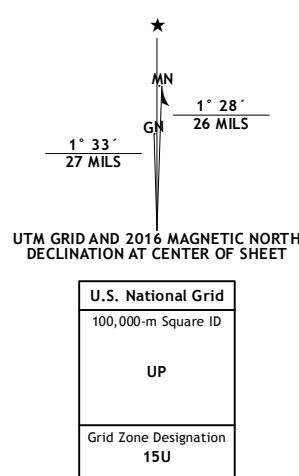 ★
MN
1° 28´
26 MILS
GN
1° 33´
27 MILS
UTM GRID AND 2016 MAGNETIC NORTH
DECLINATION AT CENTER OF SHEET
U.S. National Grid
100,000-m Square ID
UP
Grid Zone Designation
15U